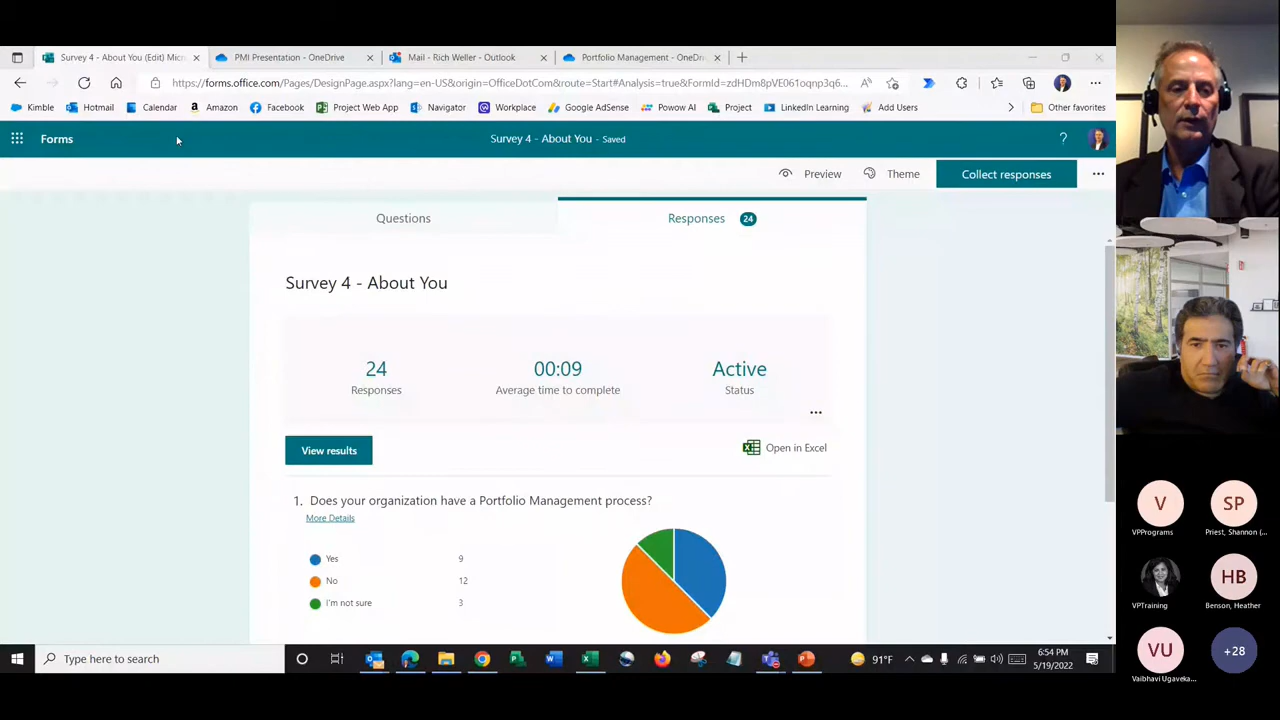 Survey 4 - About You (Edit) Micr
PMI Presentation - OneDrive
Mail - Rich Weller - Outlook
Portfolio Management - OneDri
https://forms.office.com/Pages/DesignPage.aspx?lang=en-US&origin=OfficeDotCom&route=Start#Analysis=true&FormId=zdHDm8pVE061oqnp3q6...
Kimble
Hotmail
Calendar
Amazon
Facebook
Project Web App
Navigator
Workplace
Google AdSense
Powow AI
Project
LinkedIn Learning
Add Users
Other favorites
Forms
Survey 4 - About You - Saved
?
Preview
Theme
Collect responses
Questions
Responses 24
Survey 4 - About You
24
Responses
00:09
Average time to complete
Active
Status
View results
Open in Excel
1. Does your organization have a Portfolio Management process?
More Details
Yes 9
No 12
I'm not sure 3
Type here to search
91°F
6:54 PM
5/19/2022
V
VPPrograms
SP
Priest, Shannon (...
VPTraining
HB
Benson, Heather
VU
Vaibhavi Ugaveka...
+28